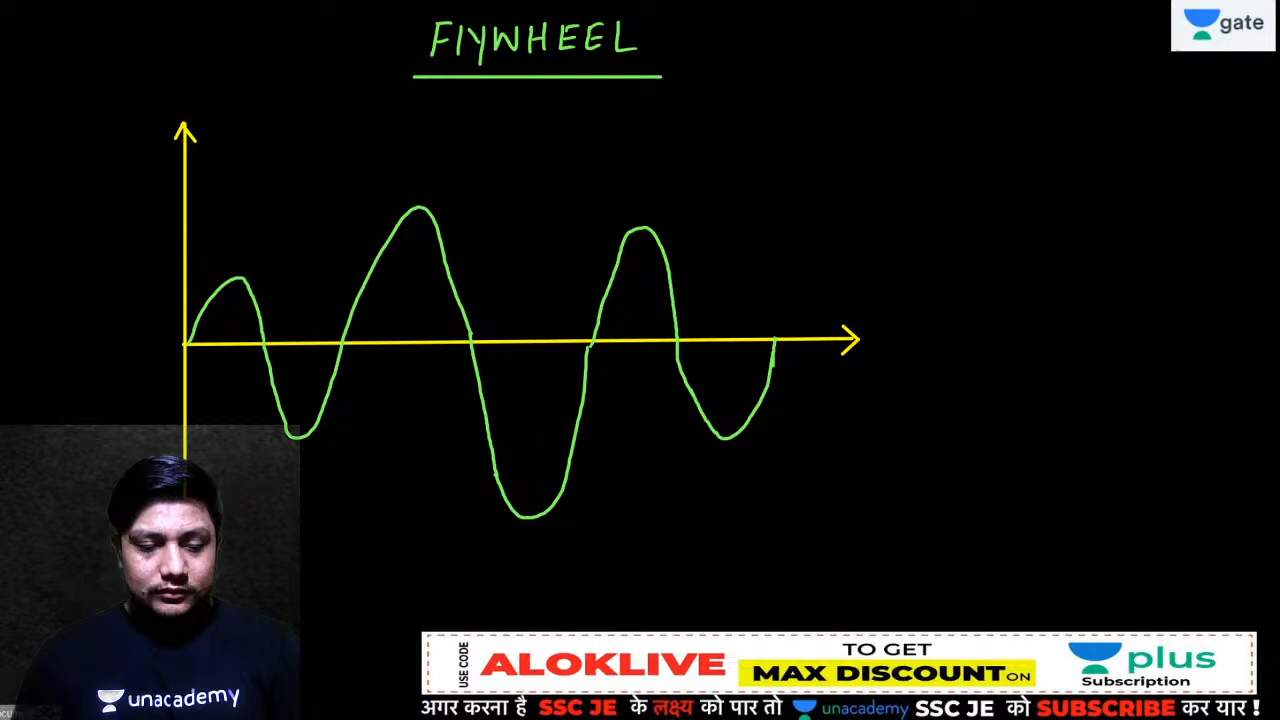 FlYWHEEL
gate
USE CODE
ALOKLIVE
TO GET
MAX DISCOUNT ON
plus
Subscription
unacademy
अगर करना है SSC JE के लक्ष्य को पार तो unacademy SSC JE को SUBSCRIBE कर यार !